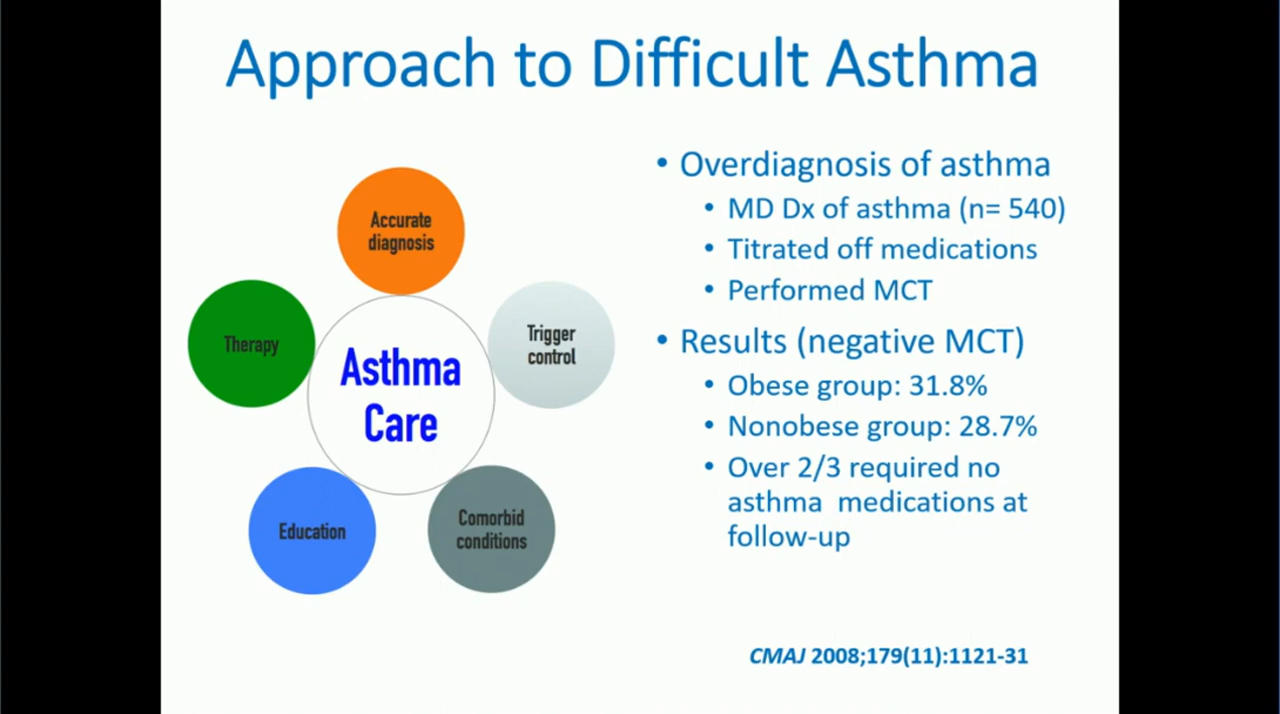 Approach to Difficult Asthma
Accurate
diagnosis
Therapy
Trigger
control
Asthma
Care
Education
Comorbid
conditions
• Overdiagnosis of asthma
• MD Dx of asthma (n= 540)
• Titrated off medications
• Performed MCT
• Results (negative MCT)
• Obese group: 31.8%
• Nonobese group: 28.7%
• Over 2/3 required no
asthma medications at
follow-up
CMAJ 2008;179(11):1121-31